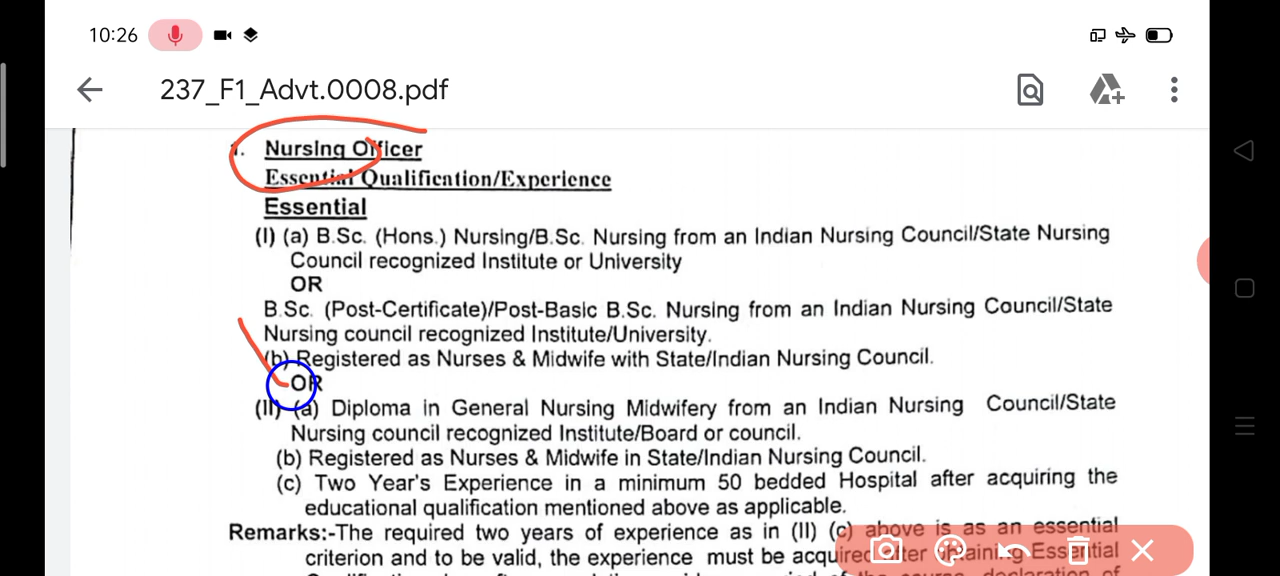 10:26
237_F1_Advt.0008.pdf
Nursing Officer
Essential Qualification/Experience
Essential
(I) (a) B.Sc. (Hons.) Nursing/B.Sc. Nursing from an Indian Nursing Council/State Nursing
Council recognized Institute or University
OR
B.Sc. (Post-Certificate)/Post-Basic B.Sc. Nursing from an Indian Nursing Council/State
Nursing council recognized Institute/University.
(b) Registered as Nurses & Midwife with State/Indian Nursing Council.
OR
(II) (a) Diploma in General Nursing Midwifery from an Indian Nursing Council/State
Nursing council recognized Institute/Board or council.
(b) Registered as Nurses & Midwife in State/Indian Nursing Council.
(c) Two Year's Experience in a minimum 50 bedded Hospital after acquiring the
educational qualification mentioned above as applicable.
Remarks:-The required two years of experience as in (II) (c) above is as an essential
criterion and to be valid, the experience must be acquired after obtaining Essential